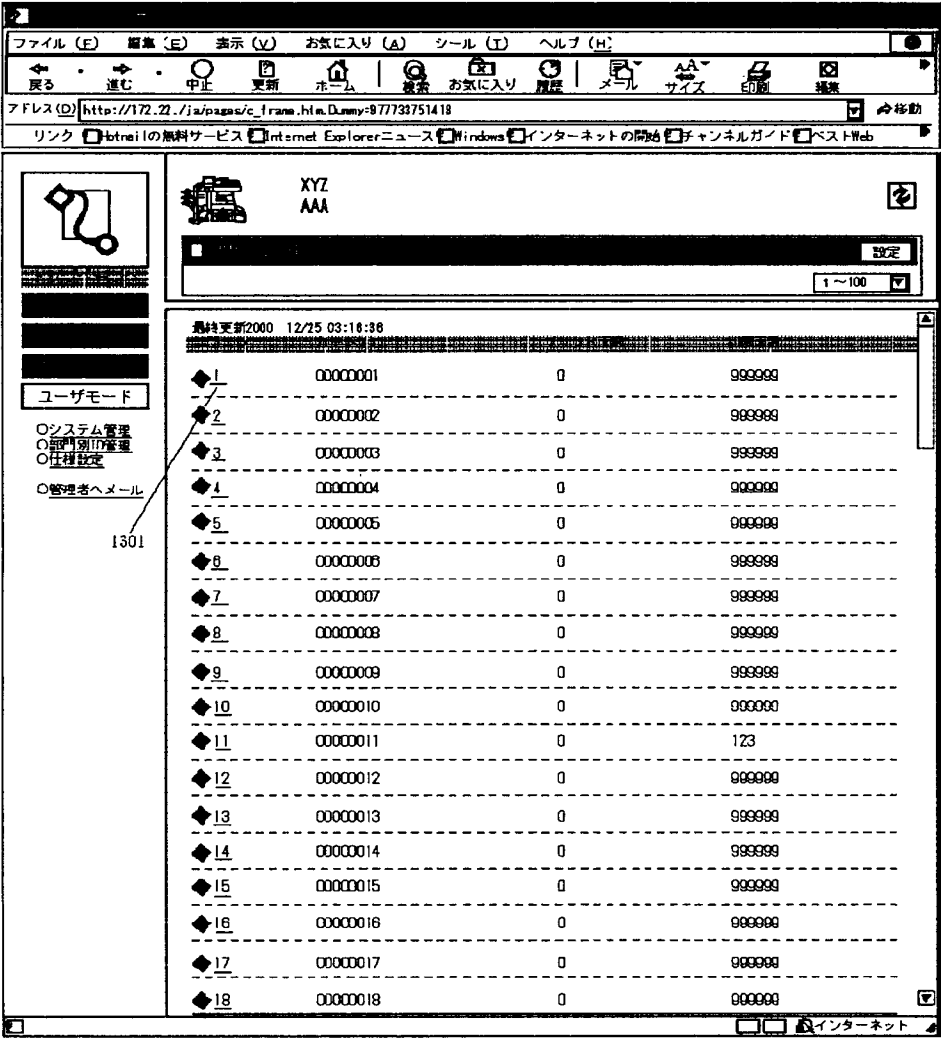 ファイル (F) 編集 (E) 表示 (V) お気に入り (A) シール (T) ヘルプ (H)
戻る 進む 中止 更新 ホーム 検索 お気に入り 履歴 メール サイズ 印刷 編集
アドレス(D) http://172.22./ja/pages/c_frame.htm.Dummy=977733751418 移動
リンク Hotmailの無料サービス Internet Explorerニュース Windows インターネットの開始 チャンネルガイド ベストWeb
XYZ
AAA
設定
1～100
最終更新2000 12/25 03:16:36
ユーザモード
○システム管理
○部門別ID管理
○仕様設定
○管理者へメール
1301
1 00000001 0 999999
2 00000002 0 999999
3 00000003 0 999999
4 00000004 0 999999
5 00000005 0 999999
6 00000006 0 999999
7 00000007 0 999999
8 00000008 0 999999
9 00000009 0 999999
10 00000010 0 999999
11 00000011 0 123
12 00000012 0 999999
13 00000013 0 999999
14 00000014 0 999999
15 00000015 0 999999
16 00000016 0 999999
17 00000017 0 999999
18 00000018 0 999999
インターネット